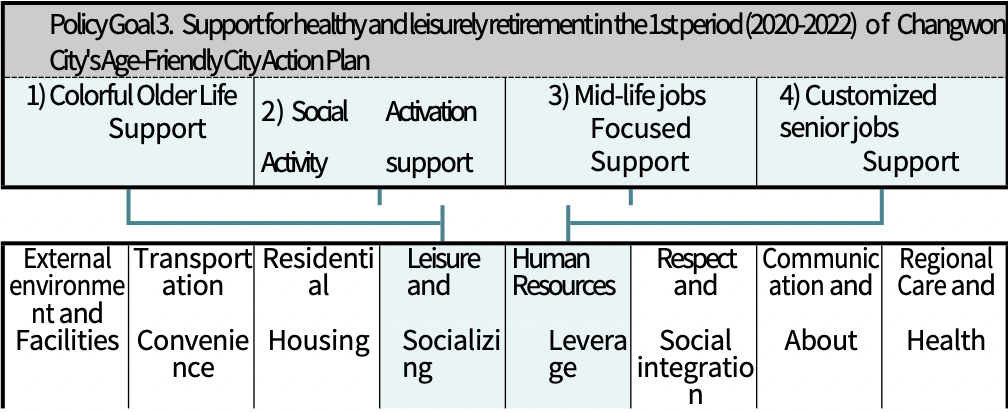 Policy Goal 3. Support for healthy and leisurely retirement in the 1st period (2020-2022) of Changwon
City's Age-Friendly City Action Plan
1) Colorful Older Life
Support
2) Social Activation
Activity support
3) Mid-life jobs
Focused
Support
4) Customized
senior jobs
Support
External
environme
nt and
Facilities
Transport
ation
Convenie
nce
Residenti
al
Housing
Leisure
and
Socializi
ng
Human
Resources
Levera
ge
Respect
and
Social
integratio
n
Communic
ation and
About
Regional
Care and
Health